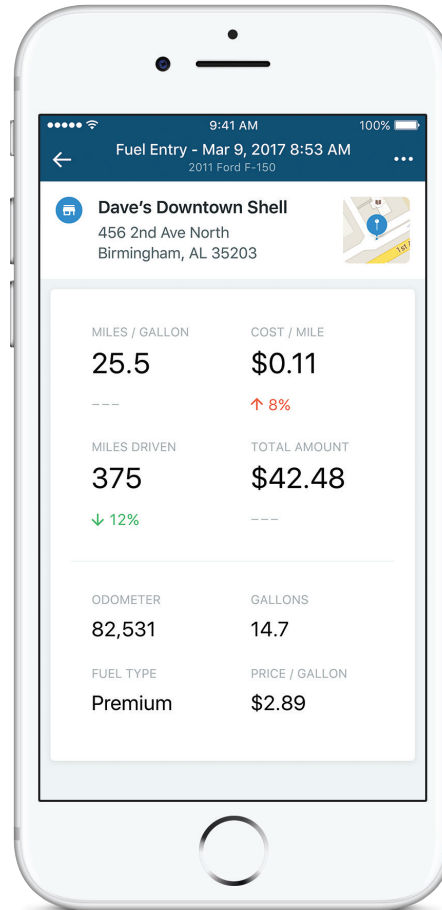 9:41 AM
100%
Fuel Entry - Mar 9, 2017 8:53 AM
2011 Ford F-150
Dave's Downtown Shell
456 2nd Ave North
Birmingham, AL 35203
1st A
MILES / GALLON
COST / MILE
25.5
$0.11
---
↑ 8%
MILES DRIVEN
TOTAL AMOUNT
375
$42.48
↓ 12%
---
ODOMETER
GALLONS
82,531
14.7
FUEL TYPE
PRICE / GALLON
Premium
$2.89